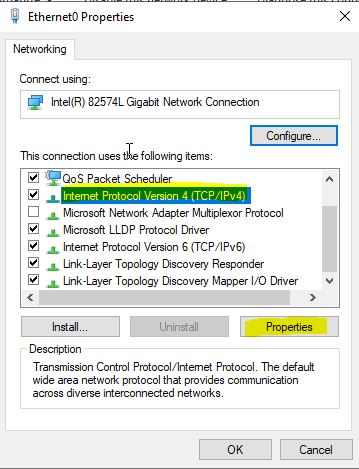 Ethernet0 Properties
Networking
Connect using:
Intel(R) 82574L Gigabit Network Connection
Configure...
This connection uses the following items:
QoS Packet Scheduler
Internet Protocol Version 4 (TCP/IPv4)
Microsoft Network Adapter Multiplexor Protocol
Microsoft LLDP Protocol Driver
Internet Protocol Version 6 (TCP/IPv6)
Link-Layer Topology Discovery Responder
Link-Layer Topology Discovery Mapper I/O Driver
Install...
Uninstall
Properties
Description
Transmission Control Protocol/Internet Protocol. The default
wide area network protocol that provides communication
across diverse interconnected networks.
OK
Cancel